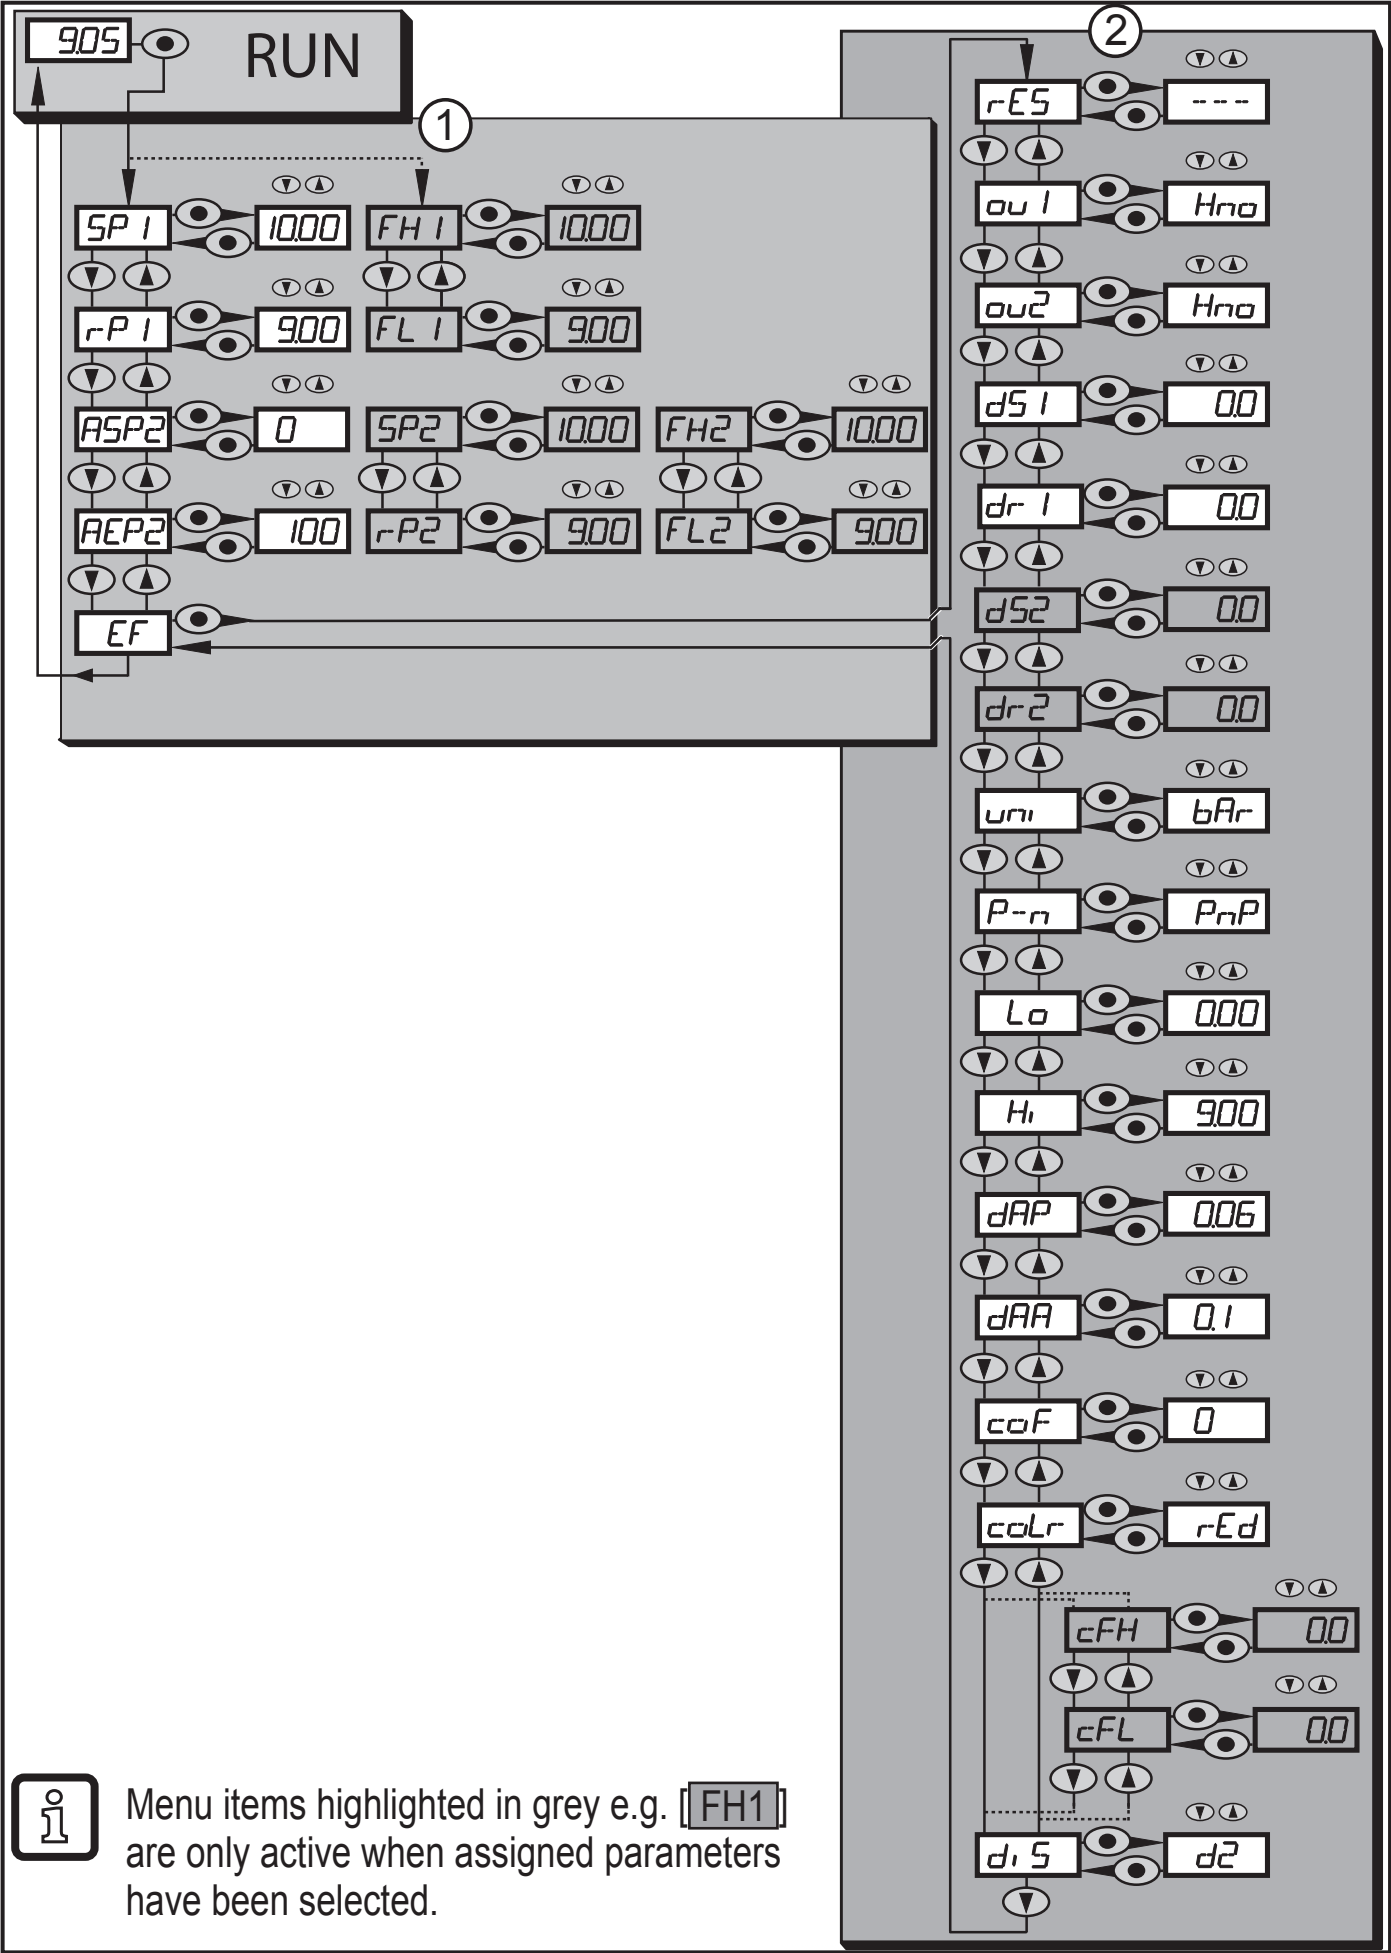 9.05
RUN
1
SP1 10.00 FH1 10.00
rP1 9.00 FL1 9.00
ASP2 0 SP2 10.00 FH2 10.00
AEP2 100 rP2 9.00 FL2 9.00
EF
2
rES ---
ou1 Hno
ou2 Hno
dS1 0.0
dr1 0.0
dS2 0.0
dr2 0.0
uni bAr
P-n PnP
Lo 0.00
Hi 9.00
dAP 0.06
dAA 0.1
coF 0
coLr rEd
cFH 0.0
cFL 0.0
diS d2
i
Menu items highlighted in grey e.g. [FH1]
are only active when assigned parameters
have been selected.